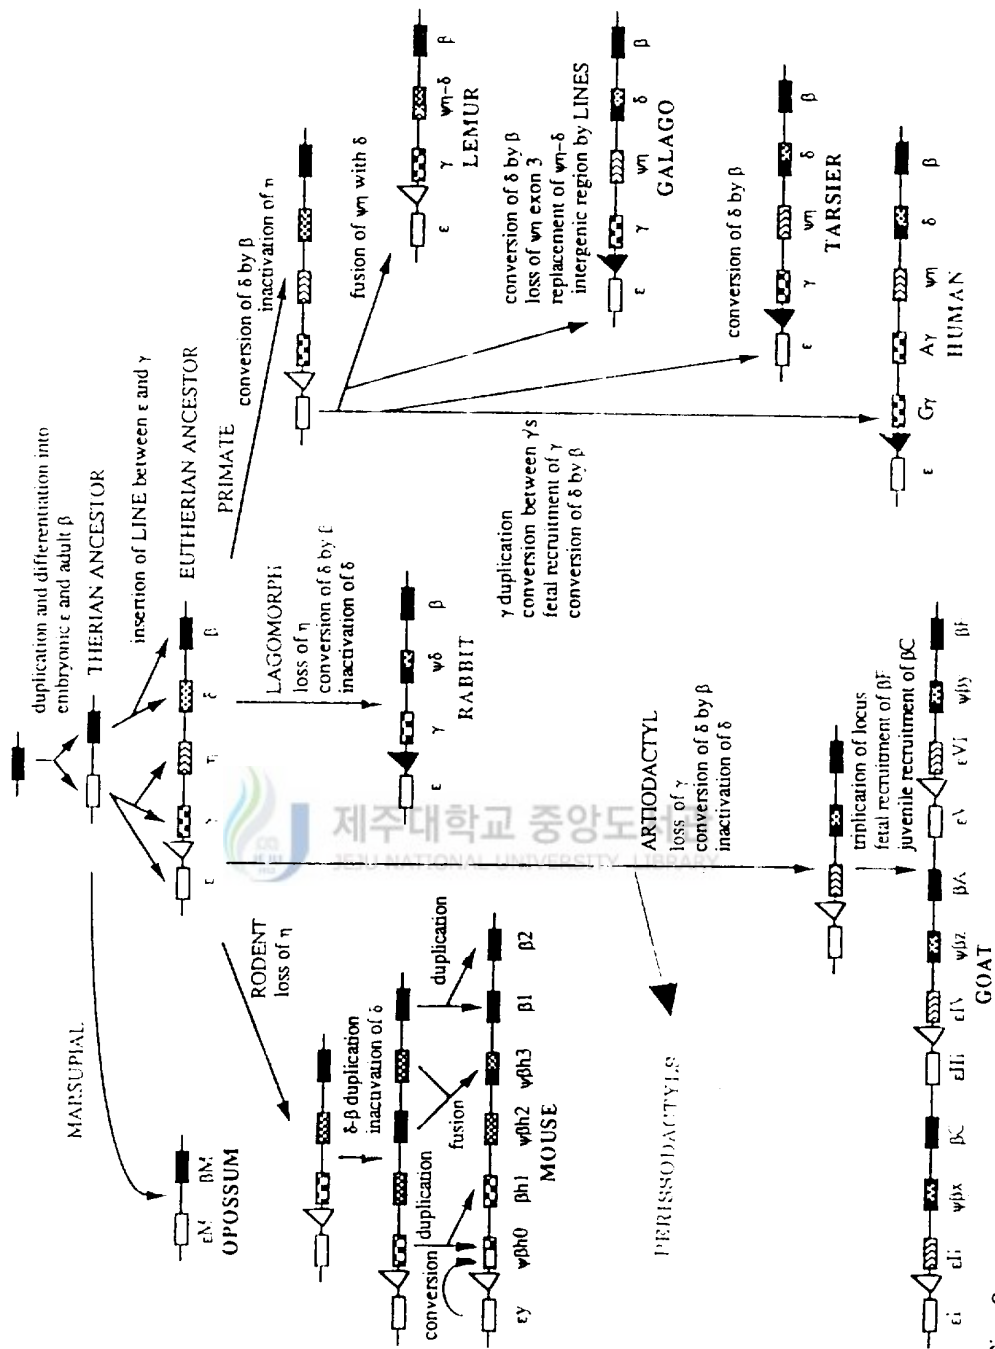 duplication and differentiation into
embryonic ε and adult β
THERIAN ANCESTOR
insertion of LINE between ε and γ
EUTHERIAN ANCESTOR
ε
η
δ
β
MARSUPIAL
εM
βM
OPOSSUM
RODENT
loss of η
δ-β duplication
inactivation of δ
duplication
conversion
duplication
fusion
εy
ψβh0
βh1
ψβh2
ψβh3
β1
β2
MOUSE
LAGOMORPH
loss of η
conversion of δ by β
inactivation of δ
ε
γ
ψδ
β
RABBIT
PRIMATE
conversion of δ by β
inactivation of η
fusion of ψη with δ
ε
γ
ψη-δ
β
LEMUR
conversion of δ by β
loss of ψη exon 3
replacement of ψη-δ
intergenic region by LINES
ε
γ
ψη
δ
β
GALAGO
conversion of δ by β
ε
γ
ψη
δ
β
TARSIER
γ duplication
conversion between γ's
fetal recruitment of γ
conversion of δ by β
ε
Gγ
Aγ
ψη
δ
β
HUMAN
ARTIODACTYL
loss of γ
conversion of δ by β
inactivation of δ
PERISSODACTYLS
triplication of locus
fetal recruitment of βF
juvenile recruitment of βC
εI
εII
ψβx
βC
εIII
εIV
ψβz
βA
εV
εVI
ψβy
βF
GOAT
제주대학교 중앙도서관
JEJU NATIONAL UNIVERSITY LIBRARY